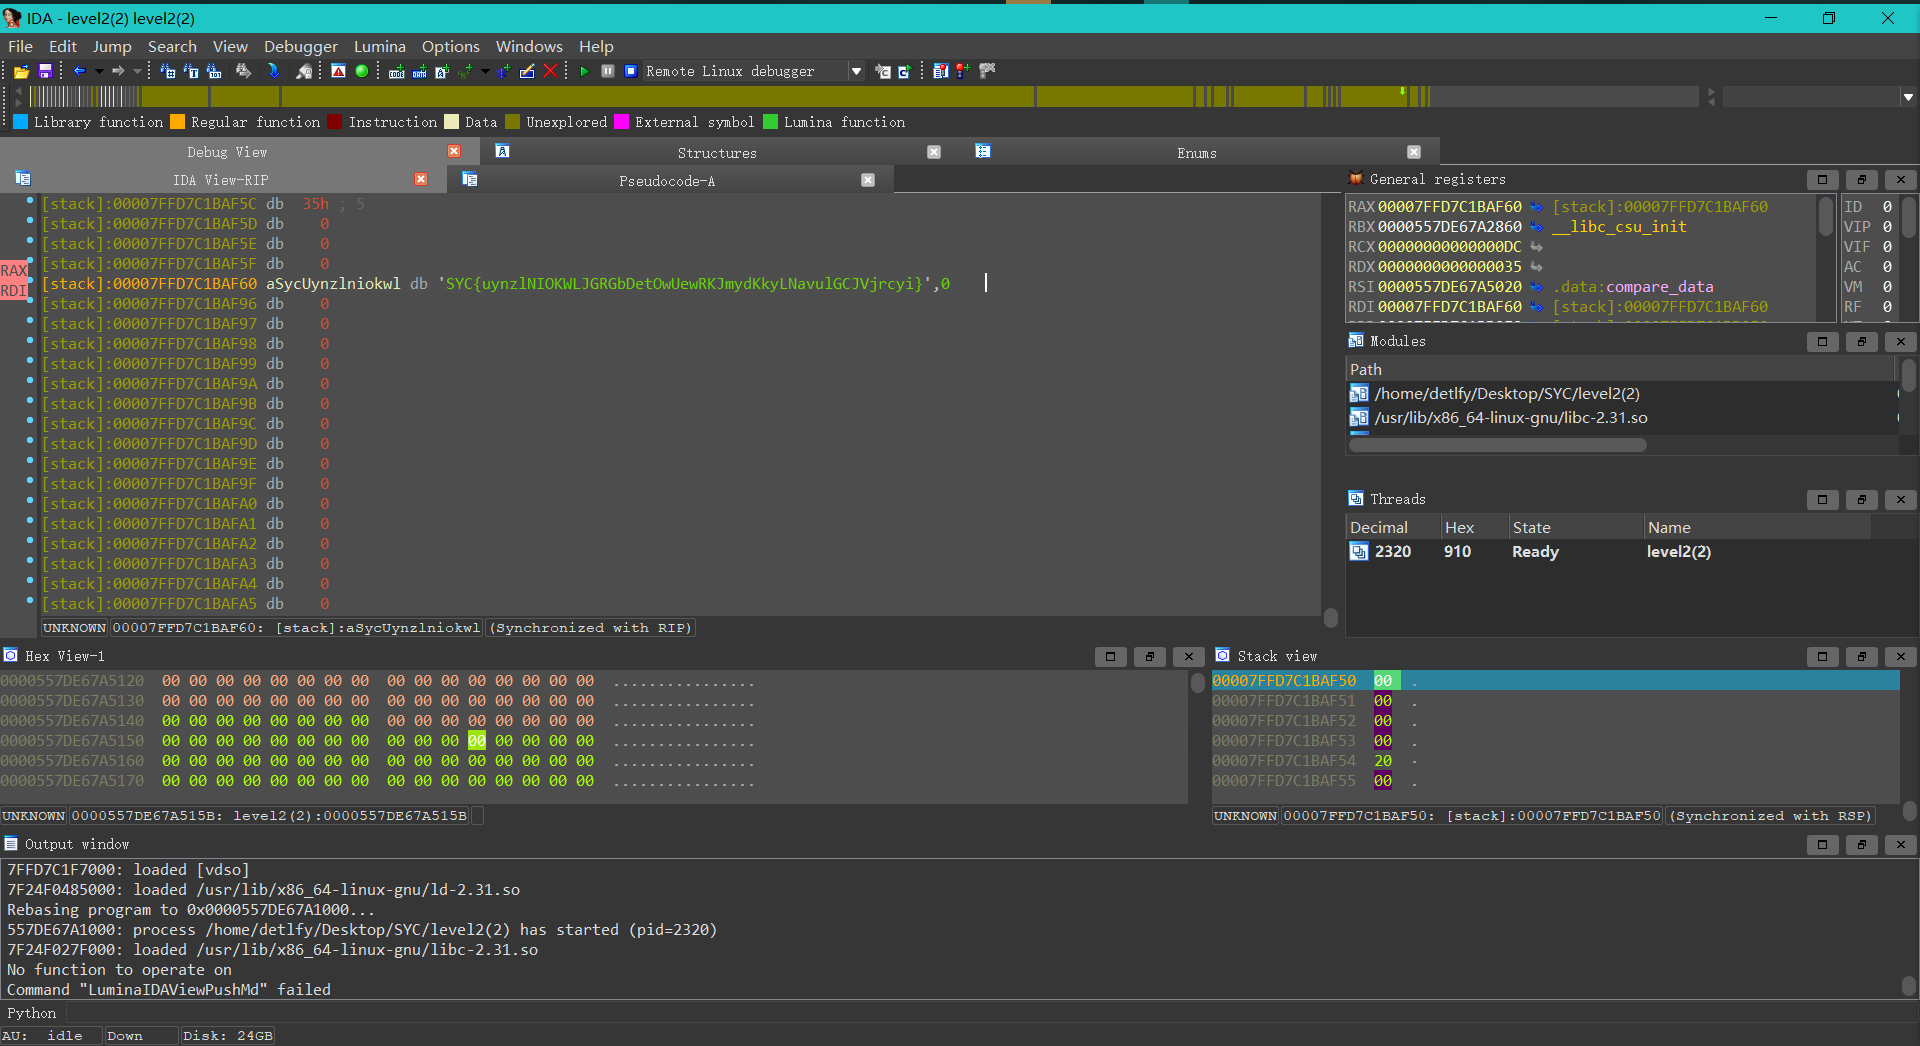 IDA - level2(2) level2(2)
File Edit Jump Search View Debugger Lumina Options Windows Help
Remote Linux debugger
Library function Regular function Instruction Data Unexplored External symbol Lumina function
Debug View Structures Enums
IDA View-RIP Pseudocode-A
[stack]:00007FFD7C1BAF5C db 35h ; 5
[stack]:00007FFD7C1BAF5D db 0
[stack]:00007FFD7C1BAF5E db 0
[stack]:00007FFD7C1BAF5F db 0
RAX
RDI
[stack]:00007FFD7C1BAF60 aSycUynzlniokwl db 'SYC{uynzlNIOKWLJGRGbDetOwUewRKJmydKkyLNavulGCJVjrcyi}',0
[stack]:00007FFD7C1BAF96 db 0
[stack]:00007FFD7C1BAF97 db 0
[stack]:00007FFD7C1BAF98 db 0
[stack]:00007FFD7C1BAF99 db 0
[stack]:00007FFD7C1BAF9A db 0
[stack]:00007FFD7C1BAF9B db 0
[stack]:00007FFD7C1BAF9C db 0
[stack]:00007FFD7C1BAF9D db 0
[stack]:00007FFD7C1BAF9E db 0
[stack]:00007FFD7C1BAF9F db 0
[stack]:00007FFD7C1BAFA0 db 0
[stack]:00007FFD7C1BAFA1 db 0
[stack]:00007FFD7C1BAFA2 db 0
[stack]:00007FFD7C1BAFA3 db 0
[stack]:00007FFD7C1BAFA4 db 0
[stack]:00007FFD7C1BAFA5 db 0
UNKNOWN 00007FFD7C1BAF60: [stack]:aSycUynzlniokwl (Synchronized with RIP)
General registers
RAX 00007FFD7C1BAF60 [stack]:00007FFD7C1BAF60
RBX 0000557DE67A2860 __libc_csu_init
RCX 00000000000000DC
RDX 0000000000000035
RSI 0000557DE67A5020 .data:compare_data
RDI 00007FFD7C1BAF60 [stack]:00007FFD7C1BAF60
ID 0
VIP 0
VIF 0
AC 0
VM 0
RF 0
Modules
Path
/home/detlfy/Desktop/SYC/level2(2)
/usr/lib/x86_64-linux-gnu/libc-2.31.so
Threads
Decimal Hex State Name
2320 910 Ready level2(2)
Hex View-1
0000557DE67A5120 00 00 00 00 00 00 00 00 00 00 00 00 00 00 00 00 ................
0000557DE67A5130 00 00 00 00 00 00 00 00 00 00 00 00 00 00 00 00 ................
0000557DE67A5140 00 00 00 00 00 00 00 00 00 00 00 00 00 00 00 00 ................
0000557DE67A5150 00 00 00 00 00 00 00 00 00 00 00 00 00 00 00 00 ................
0000557DE67A5160 00 00 00 00 00 00 00 00 00 00 00 00 00 00 00 00 ................
0000557DE67A5170 00 00 00 00 00 00 00 00 00 00 00 00 00 00 00 00 ................
UNKNOWN 0000557DE67A515B: level2(2):0000557DE67A515B
Stack view
00007FFD7C1BAF50 00 .
00007FFD7C1BAF51 00 .
00007FFD7C1BAF52 00 .
00007FFD7C1BAF53 00 .
00007FFD7C1BAF54 20 .
00007FFD7C1BAF55 00 .
UNKNOWN 00007FFD7C1BAF50: [stack]:00007FFD7C1BAF50 (Synchronized with RSP)
Output window
7FFD7C1F7000: loaded [vdso]
7F24F0485000: loaded /usr/lib/x86_64-linux-gnu/ld-2.31.so
Rebasing program to 0x0000557DE67A1000...
557DE67A1000: process /home/detlfy/Desktop/SYC/level2(2) has started (pid=2320)
7F24F027F000: loaded /usr/lib/x86_64-linux-gnu/libc-2.31.so
No function to operate on
Command "LuminaIDAViewPushMd" failed
Python
AU: idle Down Disk: 24GB